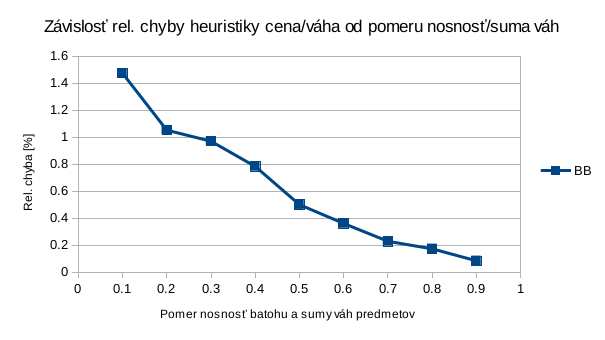 Závislosť rel. chyby heuristiky cena/váha od pomeru nosnosť/suma váh
1.6
1.4
1.2
1
0.8
0.6
0.4
0.2
0
Rel. chyba [%]
0 0.1 0.2 0.3 0.4 0.5 0.6 0.7 0.8 0.9 1
Pomer nosnosť batohu a sumy váh predmetov
BB